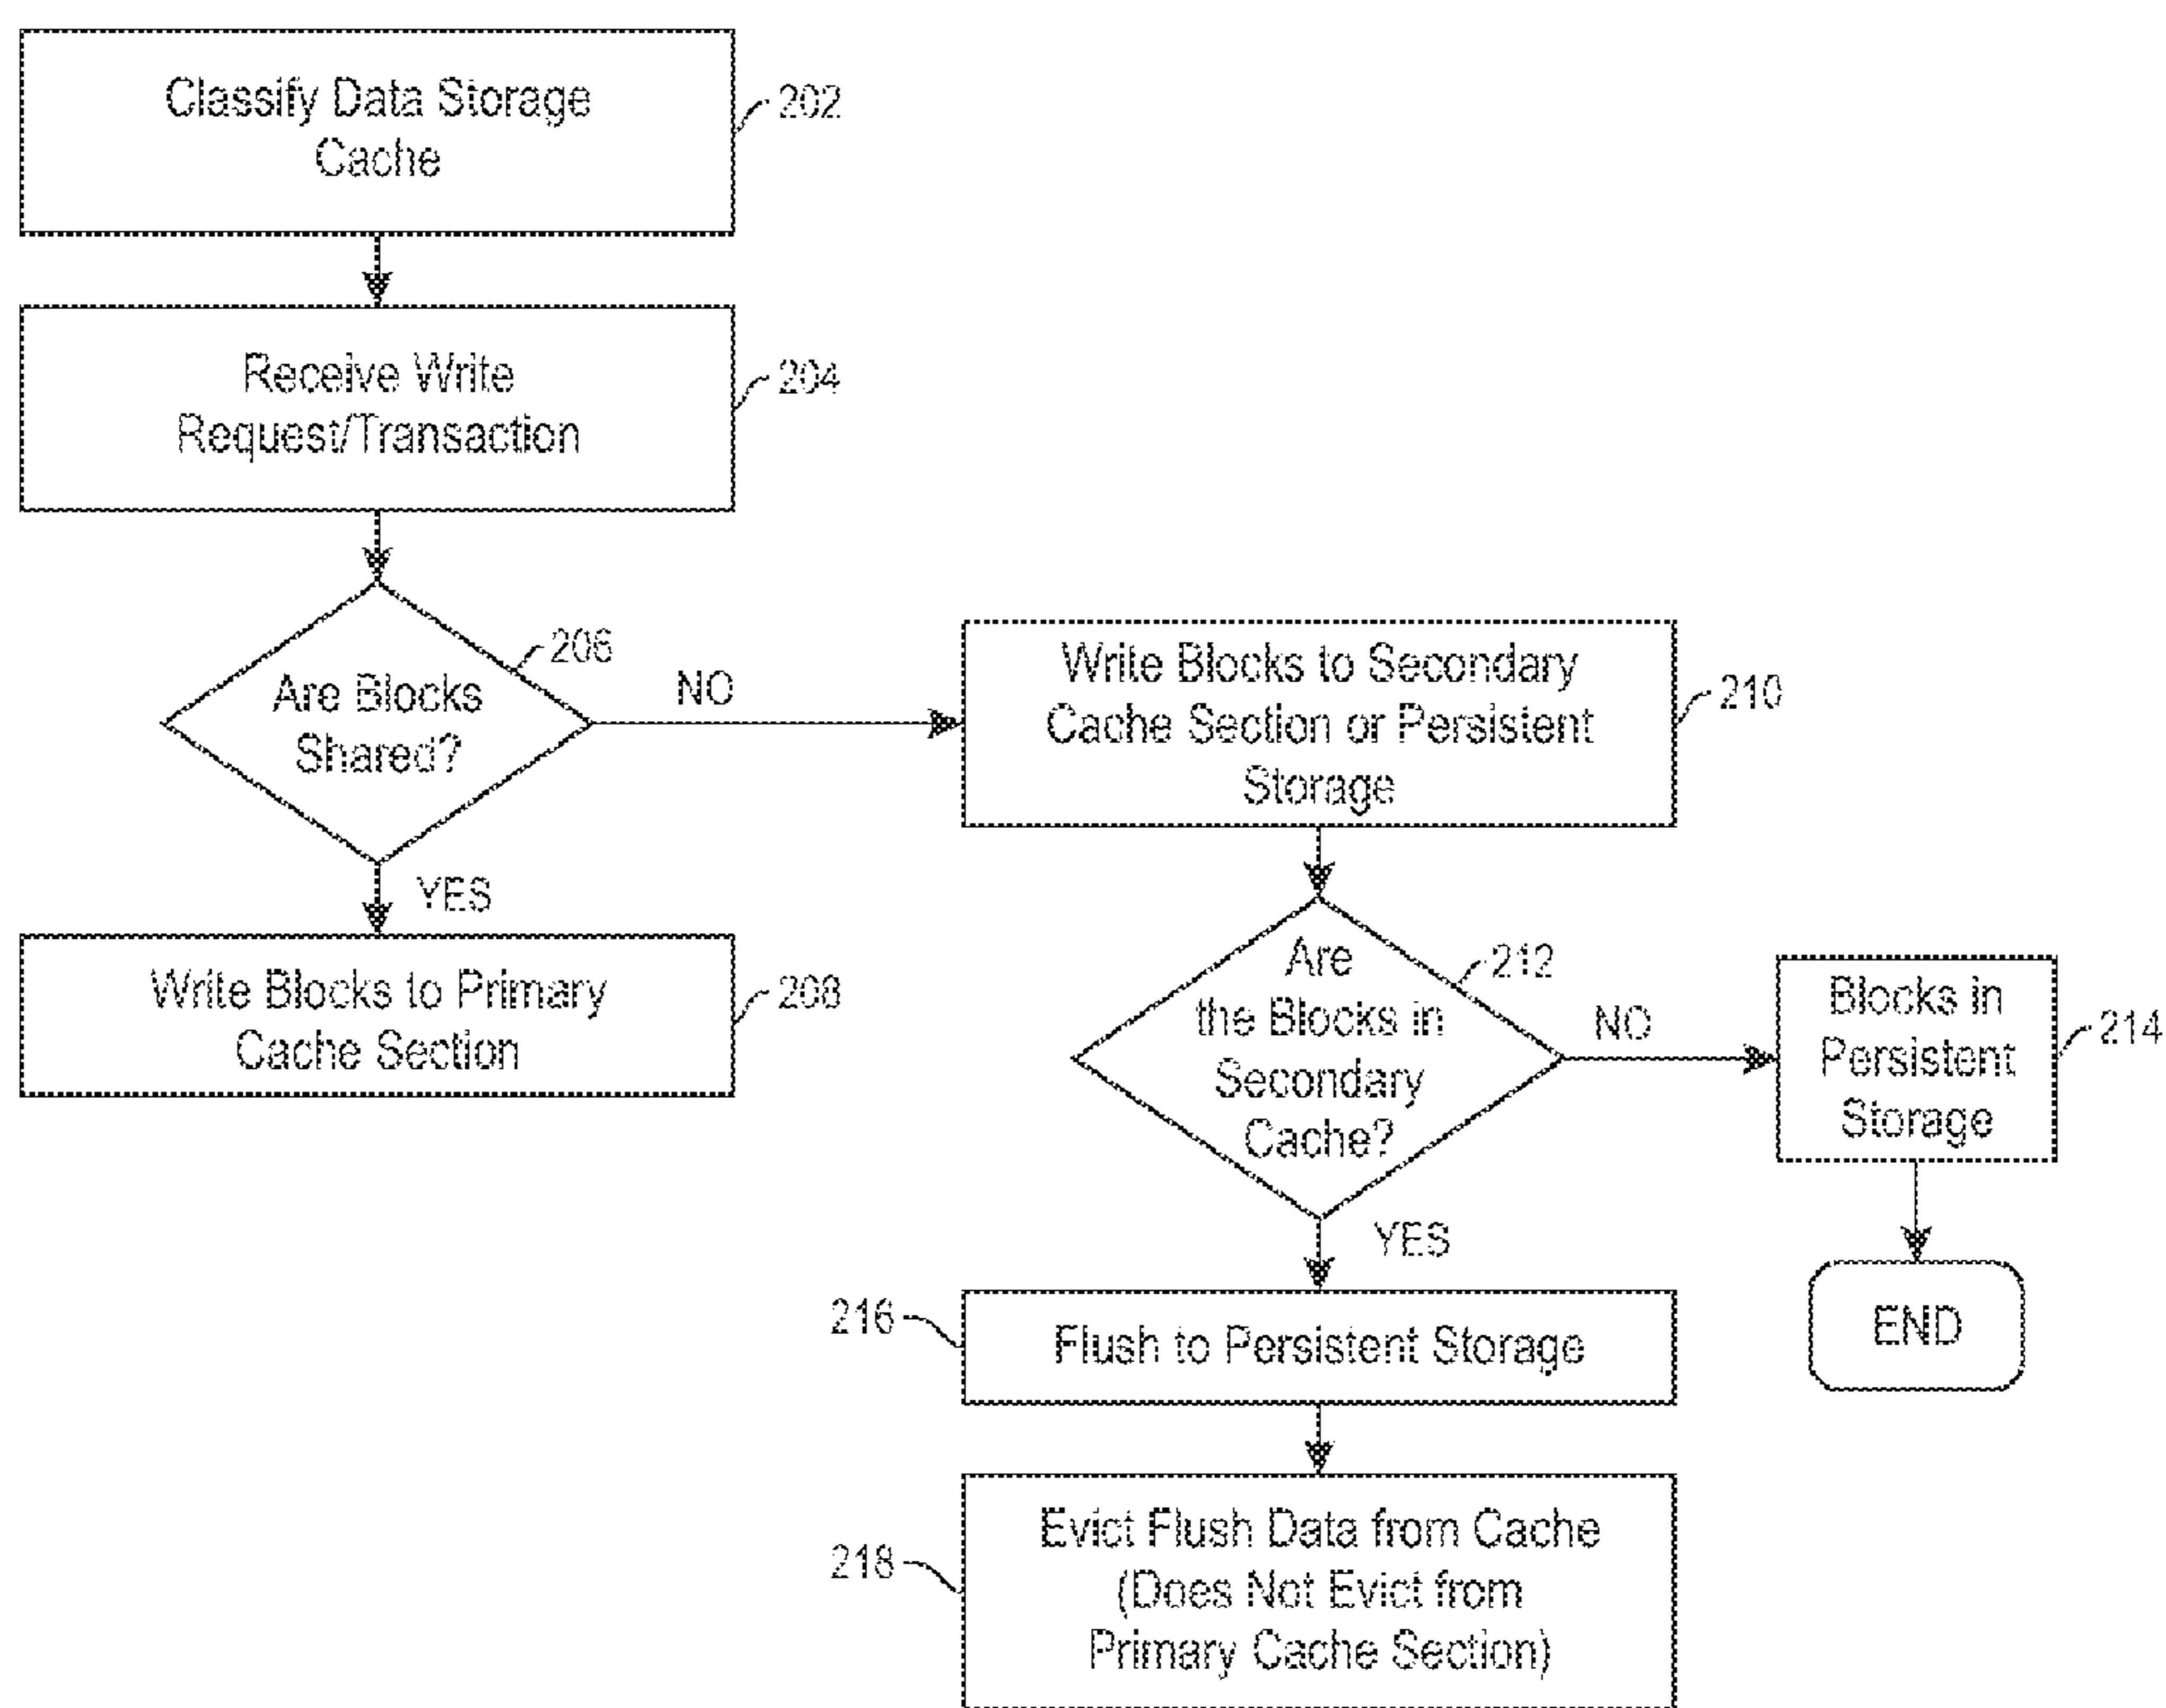 Classify Data Storage
Cache
202
Receive Write
Request/Transaction
204
Are Blocks
Shared?
206
NO
YES
Write Blocks to Primary
Cache Section
208
Write Blocks to Secondary
Cache Section or Persistent
Storage
210
Are
the Blocks in
Secondary
Cache?
212
NO
Blocks in
Persistent
Storage
214
END
YES
216
Flush to Persistent Storage
218
Evict Flush Data from Cache
(Does Not Evict from
Primary Cache Section)